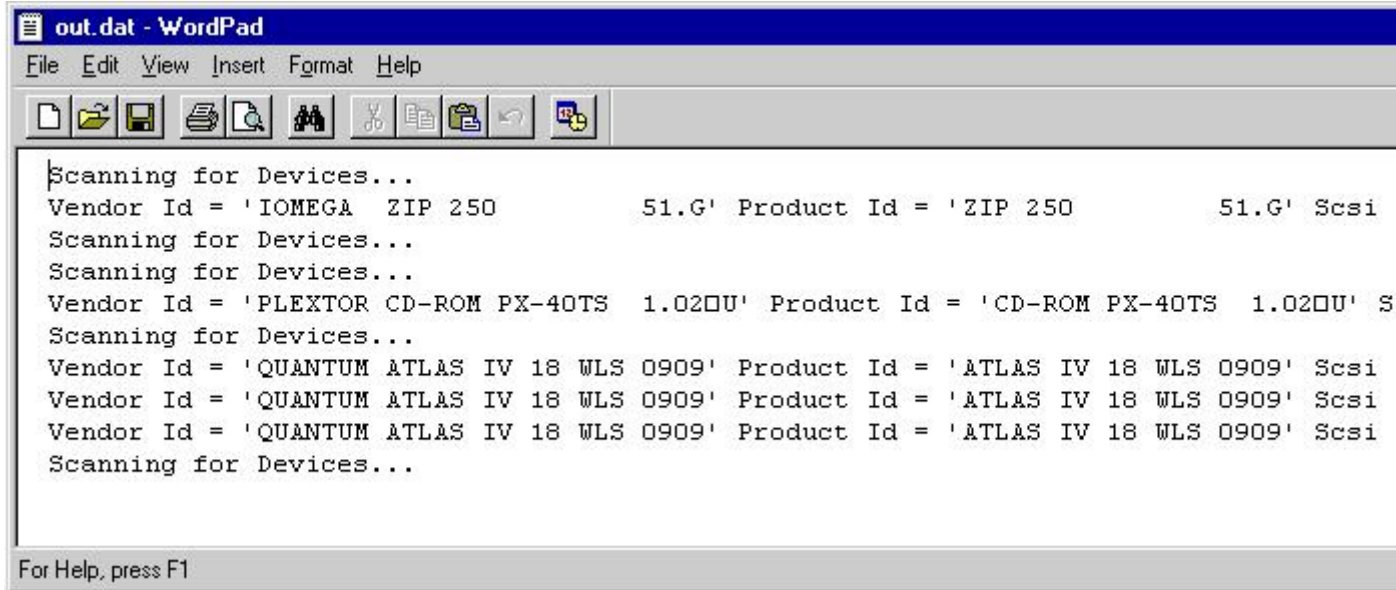 out.dat - WordPad
File Edit View Insert Format Help
Scanning for Devices...
Vendor Id = 'IOMEGA  ZIP 250          51.G' Product Id = 'ZIP 250          51.G' Scsi
Scanning for Devices...
Scanning for Devices...
Vendor Id = 'PLEXTOR CD-ROM PX-40TS  1.02□U' Product Id = 'CD-ROM PX-40TS  1.02□U' S
Scanning for Devices...
Vendor Id = 'QUANTUM ATLAS IV 18 WLS 0909' Product Id = 'ATLAS IV 18 WLS 0909' Scsi
Vendor Id = 'QUANTUM ATLAS IV 18 WLS 0909' Product Id = 'ATLAS IV 18 WLS 0909' Scsi
Vendor Id = 'QUANTUM ATLAS IV 18 WLS 0909' Product Id = 'ATLAS IV 18 WLS 0909' Scsi
Scanning for Devices...
For Help, press F1